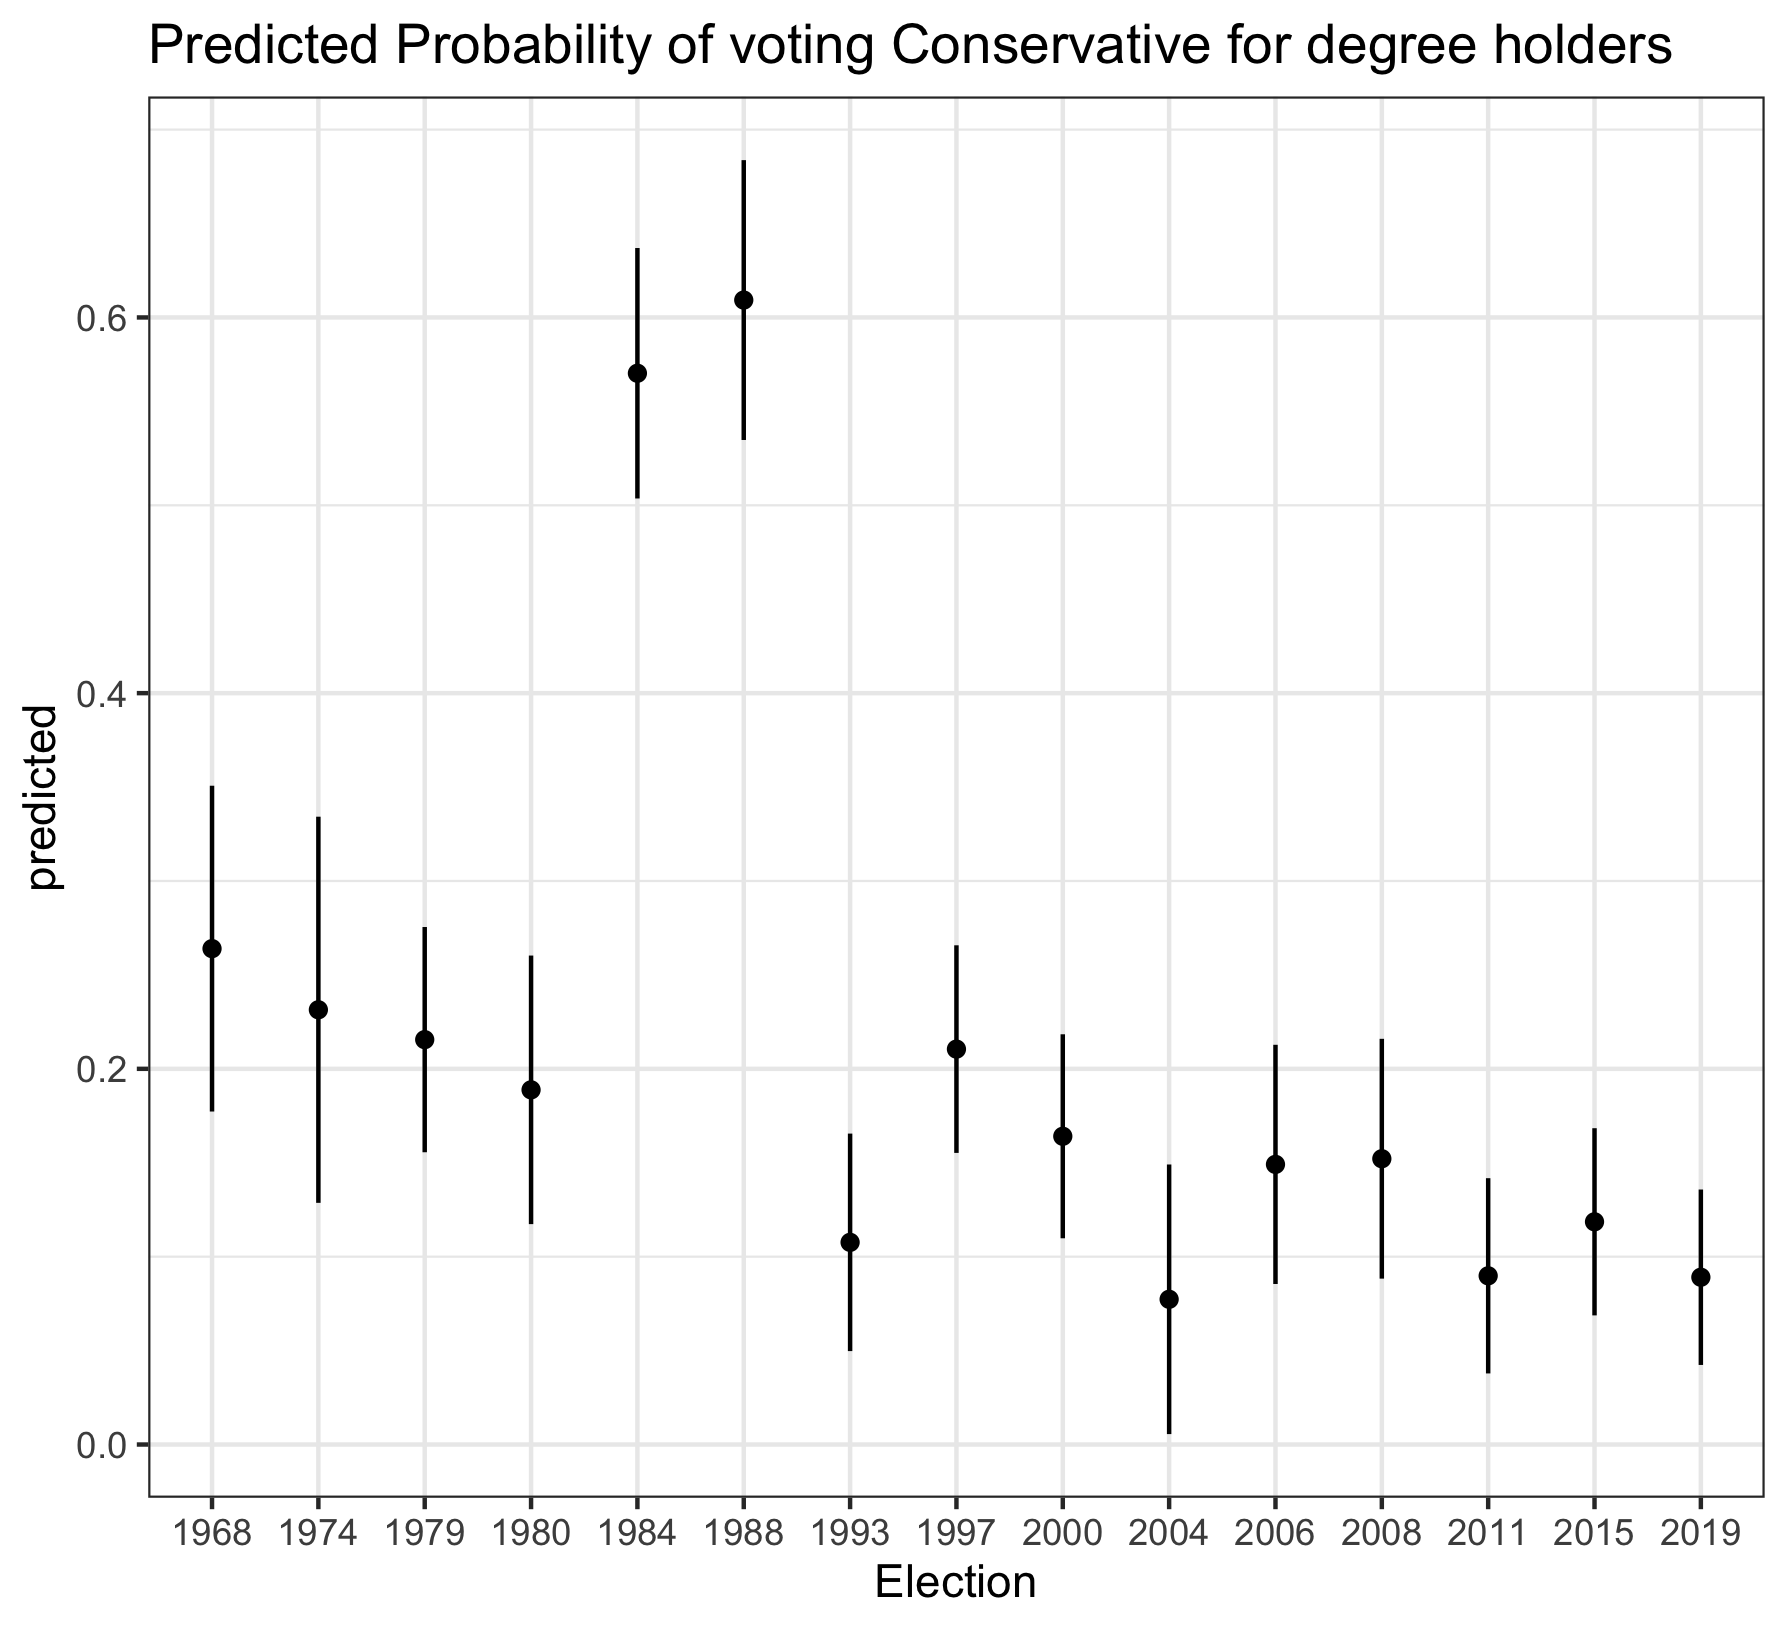 Predicted Probability of voting Conservative for degree holders
predicted
0.6
0.4
0.2
0.0
1968 1974 1979 1980 1984 1988 1993 1997 2000 2004 2006 2008 2011 2015 2019
Election